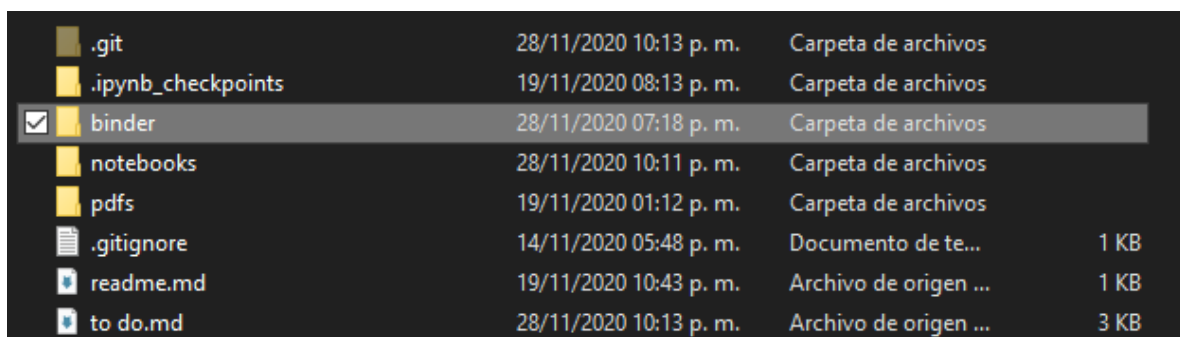 .git 28/11/2020 10:13 p. m. Carpeta de archivos
.ipynb_checkpoints 19/11/2020 08:13 p. m. Carpeta de archivos
binder 28/11/2020 07:18 p. m. Carpeta de archivos
notebooks 28/11/2020 10:11 p. m. Carpeta de archivos
pdfs 19/11/2020 01:12 p. m. Carpeta de archivos
.gitignore 14/11/2020 05:48 p. m. Documento de te... 1 KB
readme.md 19/11/2020 10:43 p. m. Archivo de origen ... 1 KB
to do.md 28/11/2020 10:13 p. m. Archivo de origen ... 3 KB